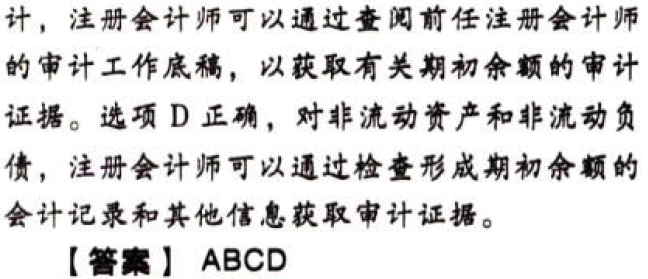 计，注册会计师可以通过查阅前任注册会计师
的审计工作底稿，以获取有关期初余额的审计
证据。选项 D 正确，对非流动资产和非流动负
债，注册会计师可以通过检查形成期初余额的
会计记录和其他信息获取审计证据。
【答案】 ABCD